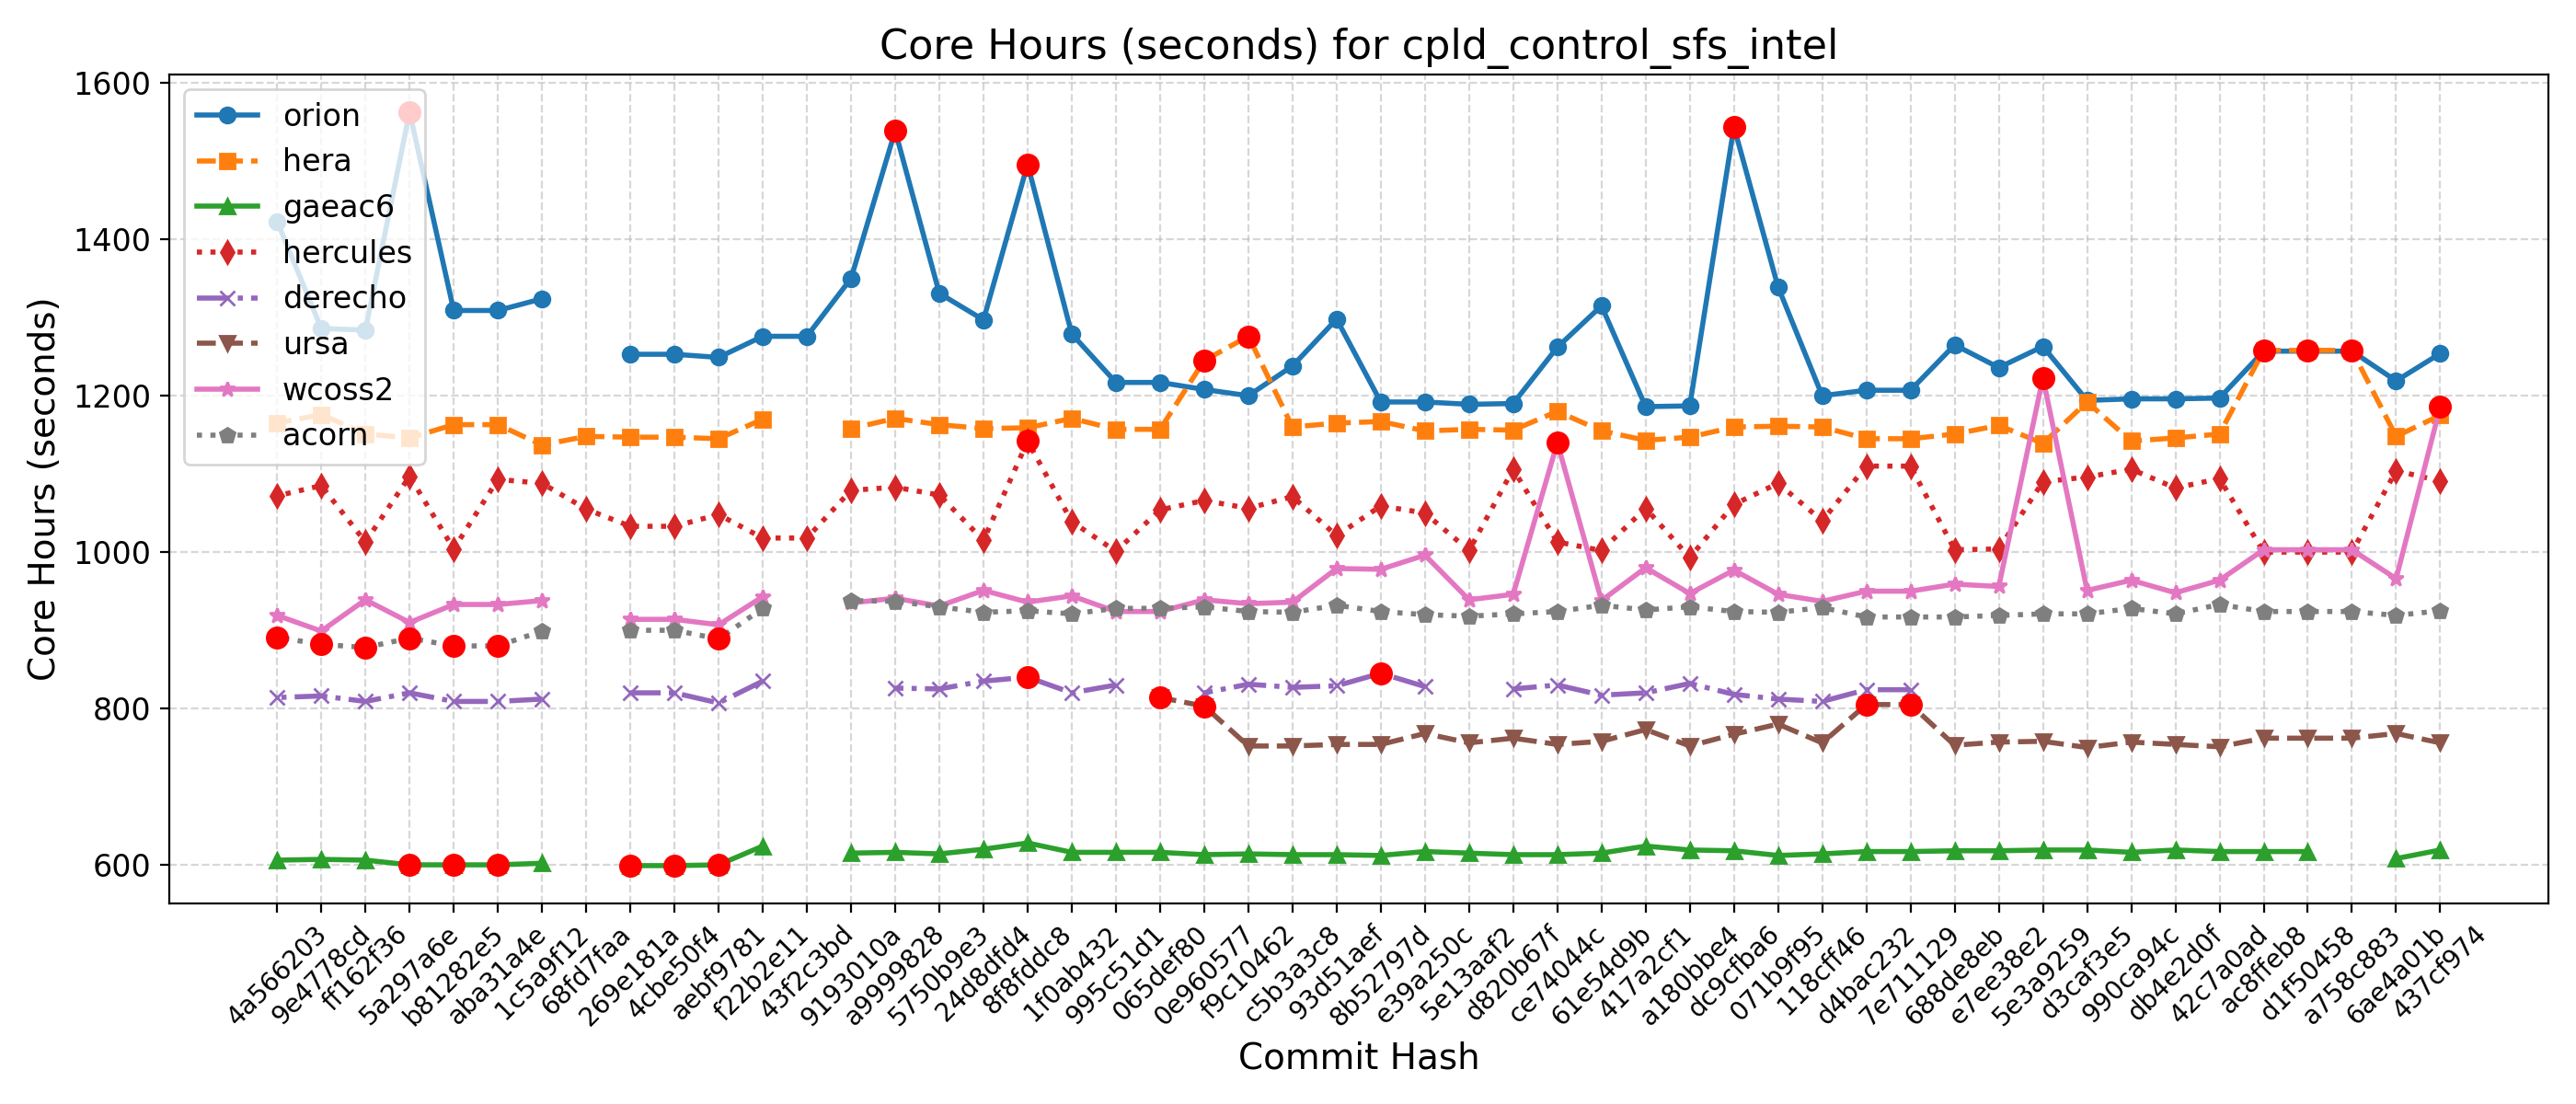 Core Hours (seconds) for cpld_control_sfs_intel
Core Hours (seconds)
1600
1400
1200
1000
800
600
orion
hera
gaeac6
hercules
derecho
ursa
wcoss2
acorn
4a566203
9e4778cd
ff162f36
5a297a6e
b81282e5
aba31a4e
1c5a9f12
68fd7faa
269e181a
4cbe50f4
aebf9781
f22b2e11
43f2c3bd
9193010a
a9999828
5750b9e3
24d8dfd4
8f8fddc8
1f0ab432
995c51d1
065def80
0e960577
f9c10462
c5b3a3c8
93d51aef
8b52797d
e39a250c
5e13aaf2
d820b67f
ce74044c
61e54d9b
417a2cf1
a180bbe4
dc9cfba6
071b9f95
118cff46
d4bac232
7e711129
688de8eb
e7ee38e2
5e3a9259
d3caf3e5
990ca94c
db4e2d0f
42c7a0ad
ac8ffeb8
d1f50458
a758c883
6ae4a01b
437cf974
Commit Hash